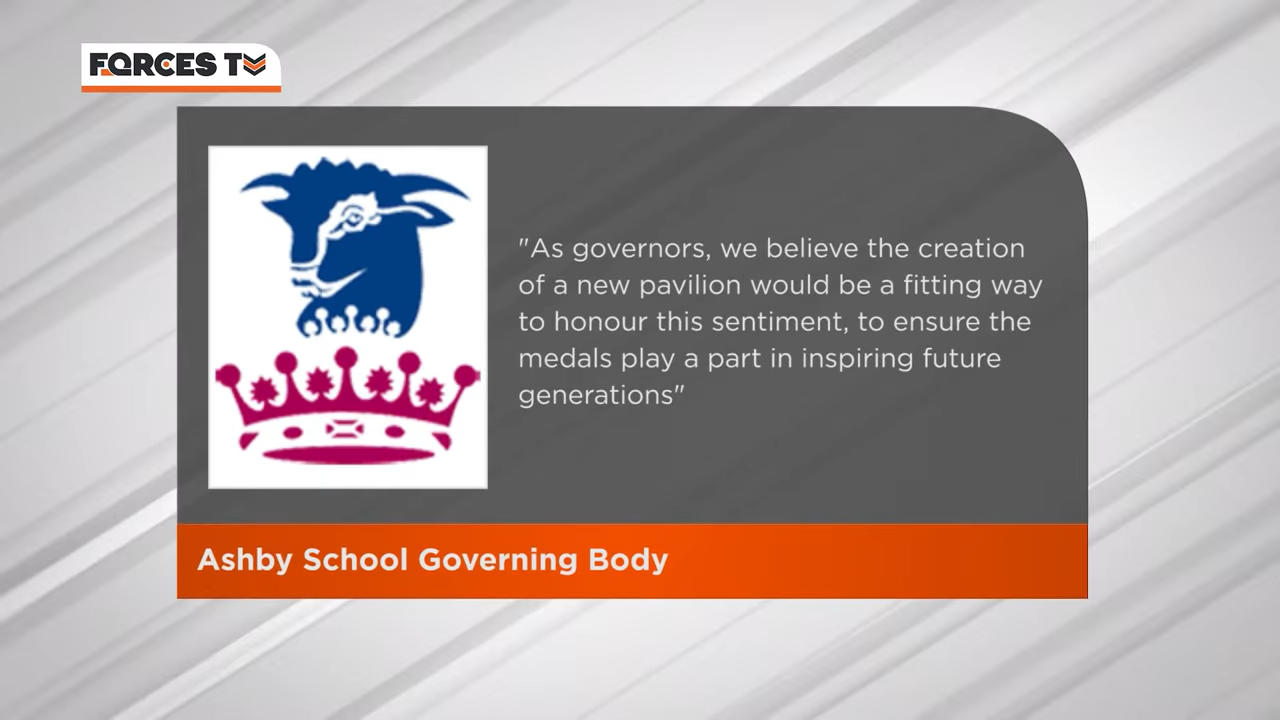 FORCES TV
"As governors, we believe the creation
of a new pavilion would be a fitting way
to honour this sentiment, to ensure the
medals play a part in inspiring future
generations"
Ashby School Governing Body